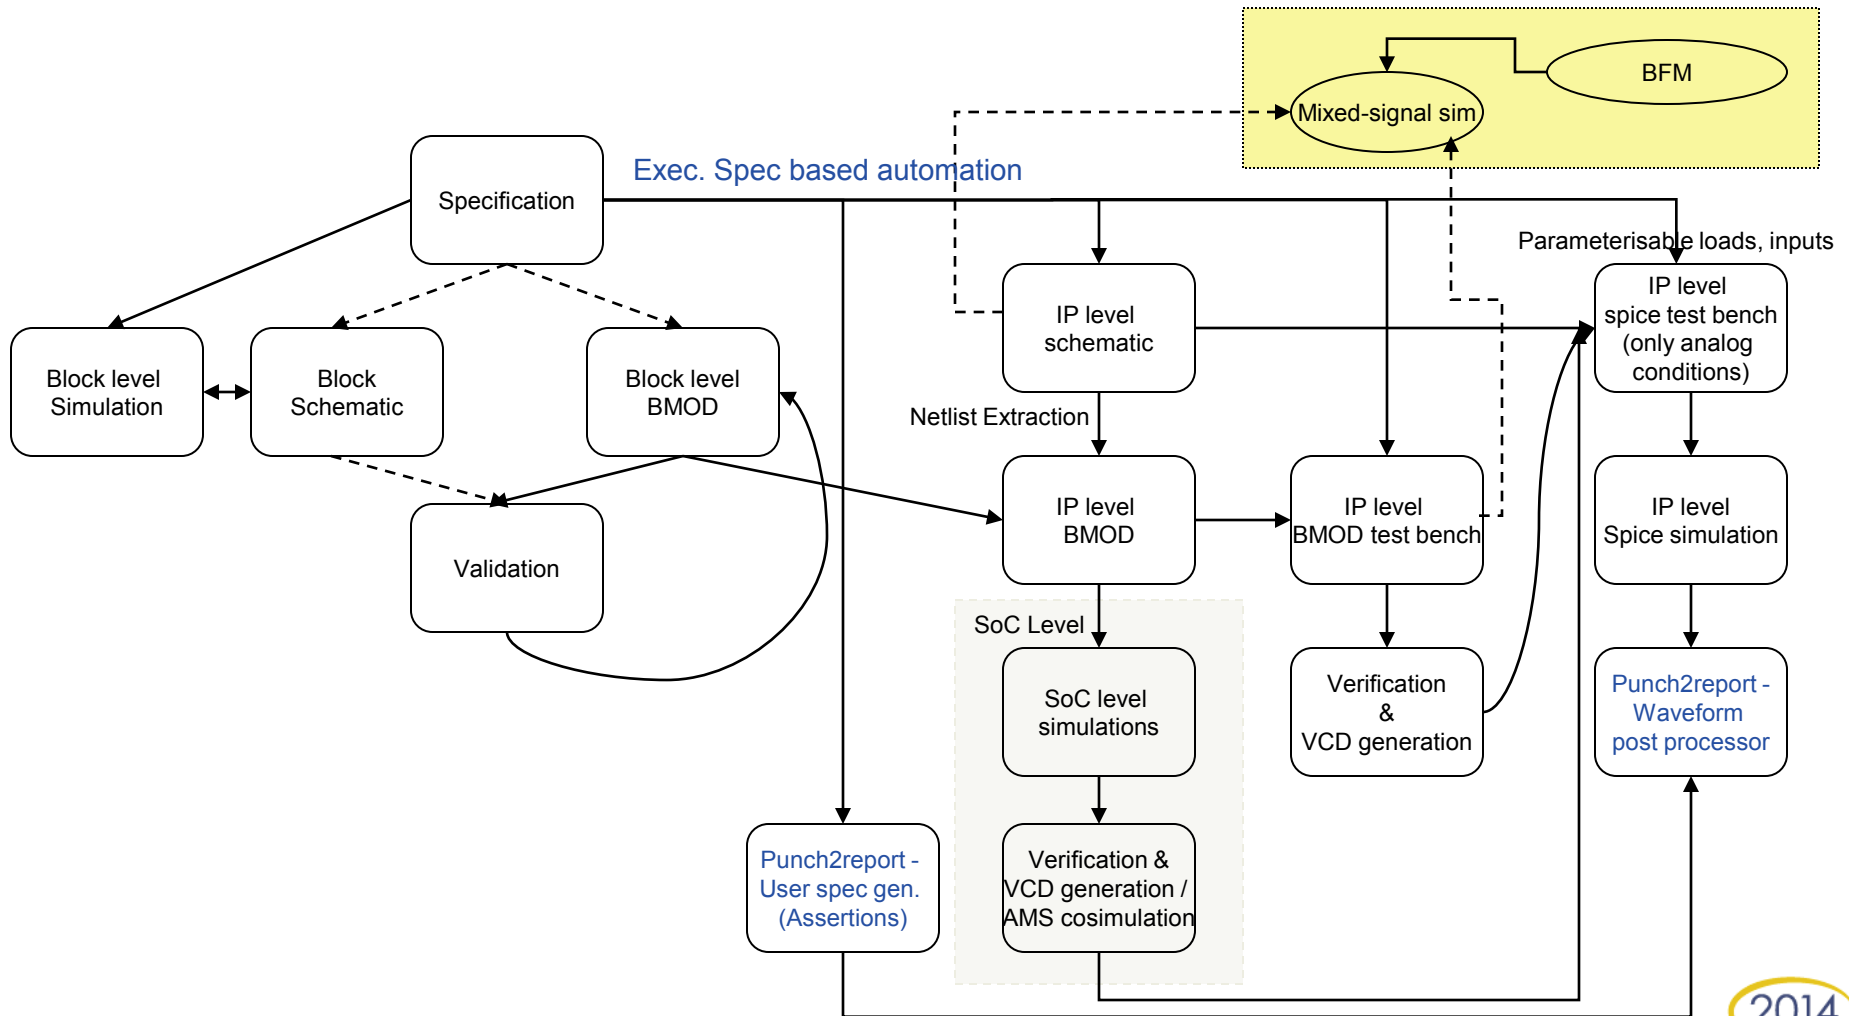 BFM
Mixed-signal sim
Exec. Spec based automation
Specification
Parameterisable loads, inputs
IP level
spice test bench
(only analog
conditions)
IP level
schematic
Block level
Simulation
Block
Schematic
Block level
BMOD
Netlist Extraction
IP level
BMOD
IP level
BMOD test bench
IP level
Spice simulation
Validation
SoC Level
SoC level
simulations
Verification
&
VCD generation
Punch2report -
Waveform
post processor
Punch2report -
User spec gen.
(Assertions)
Verification &
VCD generation /
AMS cosimulation
2014